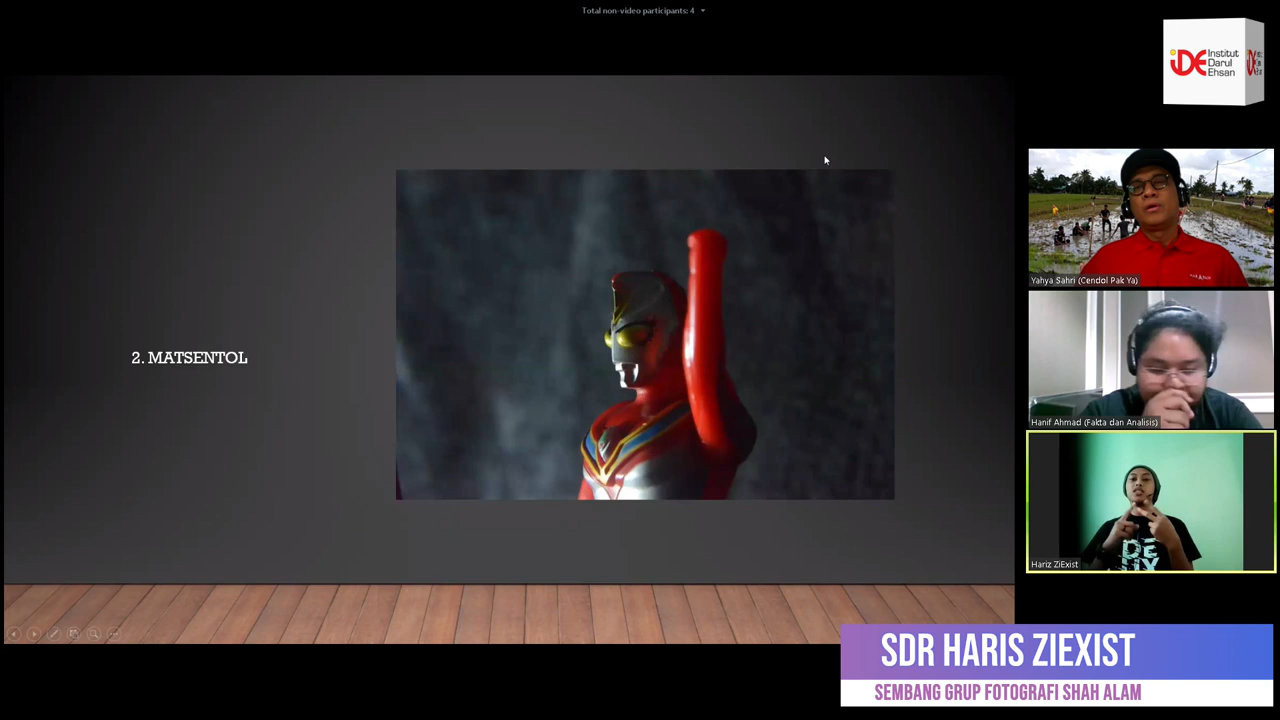 Total non-video participants: 4
Institut
Darul
Ehsan
2. MATSENTOL
Yahya Sahri (Cendol Pak Ya)
Hanif Ahmad (Fakta dan Analisis)
Hariz ZiExist
SDR HARIS ZIEXIST
SEMBANG GRUP FOTOGRAFI SHAH ALAM